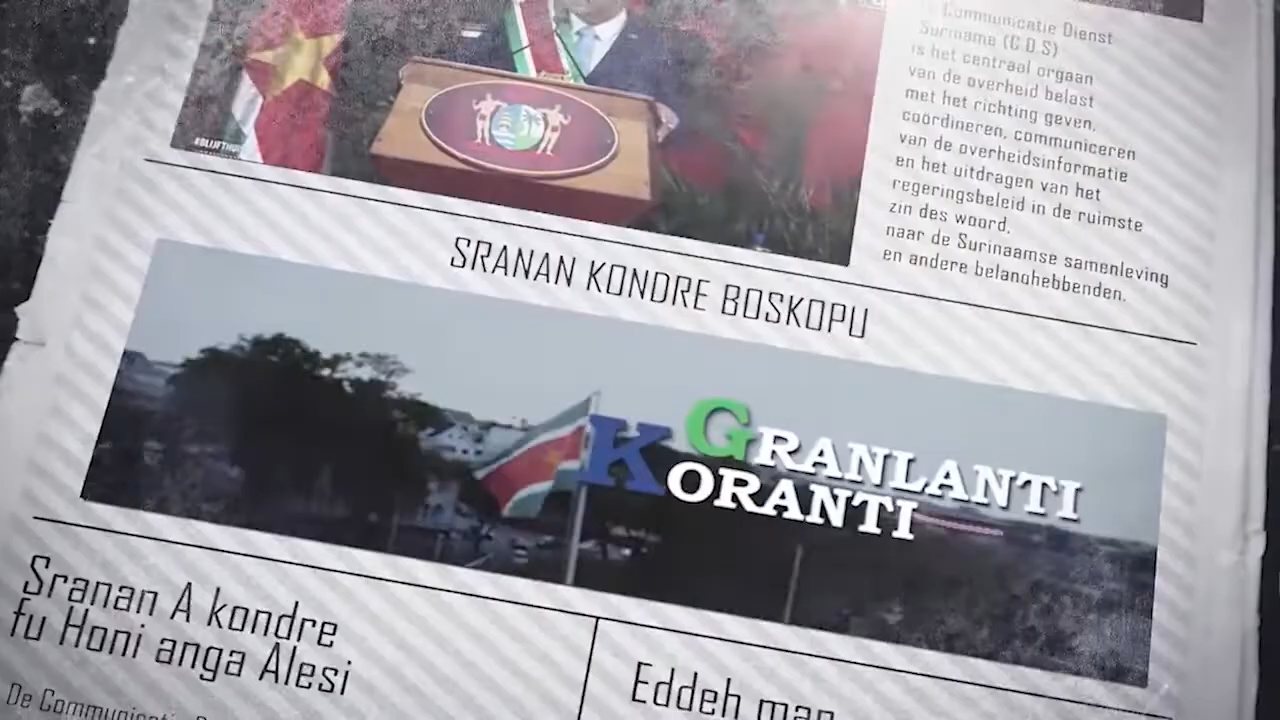 #BLIJFTHU
Communicatie Dienst
Suriname (C.D.S)
is het centraal orgaan
van de overheid belast
met het richting geven,
coördineren, communiceren
van de overheidsinformatie
en het uitdragen van het
regeringsbeleid in de ruimste
zin des woord,
naar de Surinaamse samenleving
en andere belanghebbenden.
SRANAN KONDRE BOSKOPU
GRANLANTI
KORANTI
Sranan A kondre
fu Honi anga Alesi
De
Eddeh man